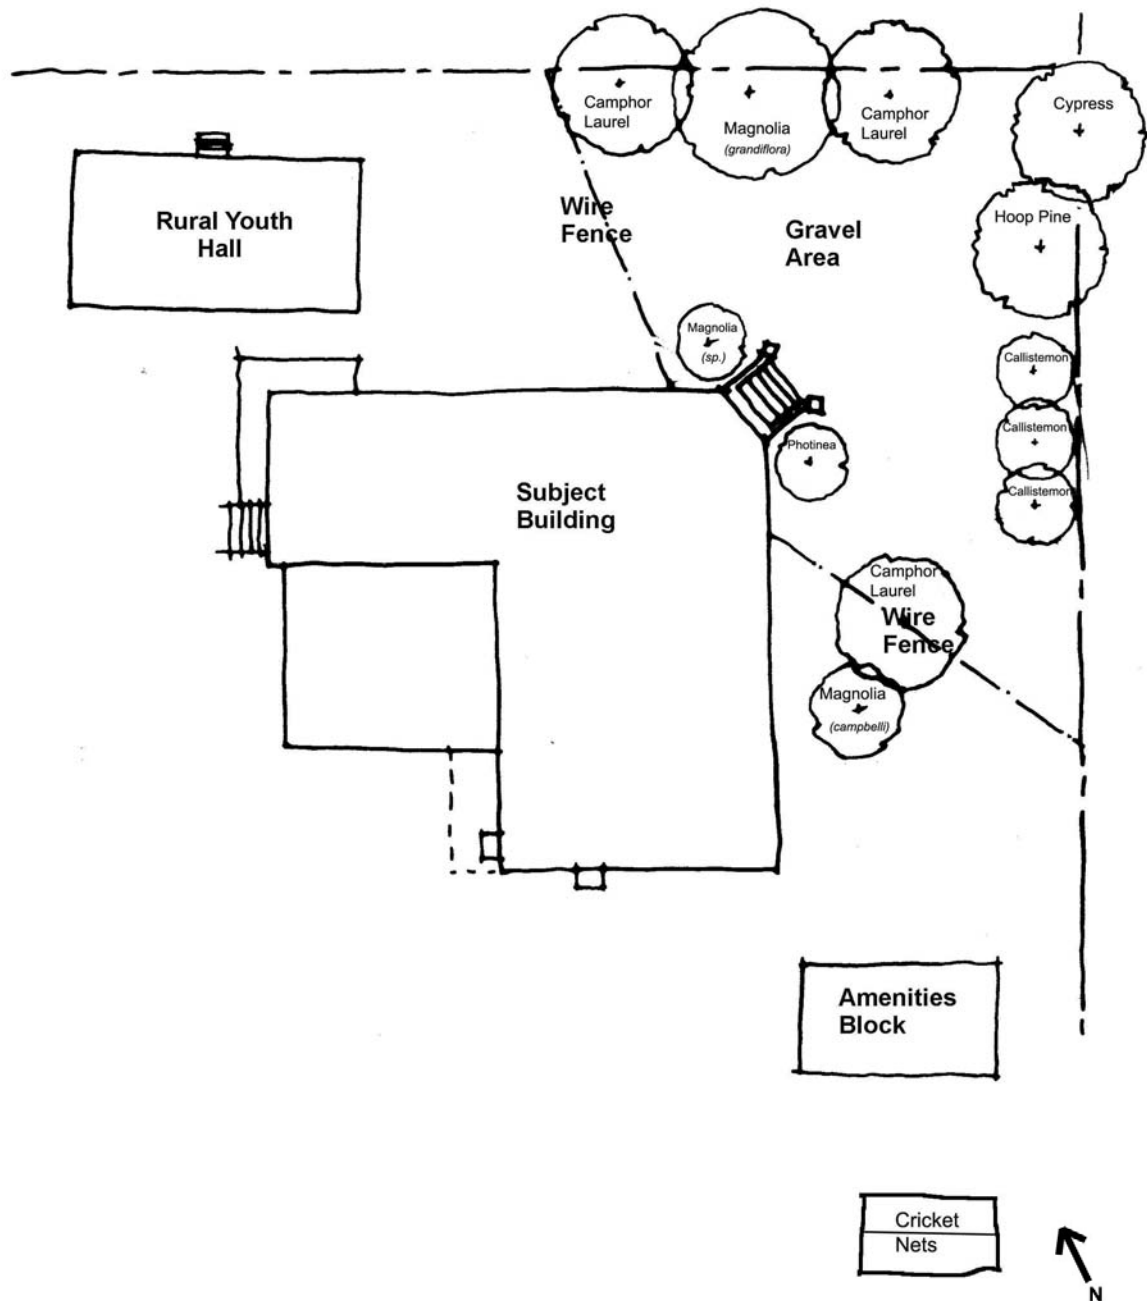 Camphor
Laurel
Magnolia
(grandiflora)
Camphor
Laurel
Cypress
Rural Youth
Hall
Wire
Fence
Gravel
Area
Hoop Pine
Magnolia
(sp.)
Callistemon
Callistemon
Callistemon
Photinea
Subject
Building
Camphor
Laurel
Wire
Fence
Magnolia
(campbelli)
Amenities
Block
Cricket
Nets
N